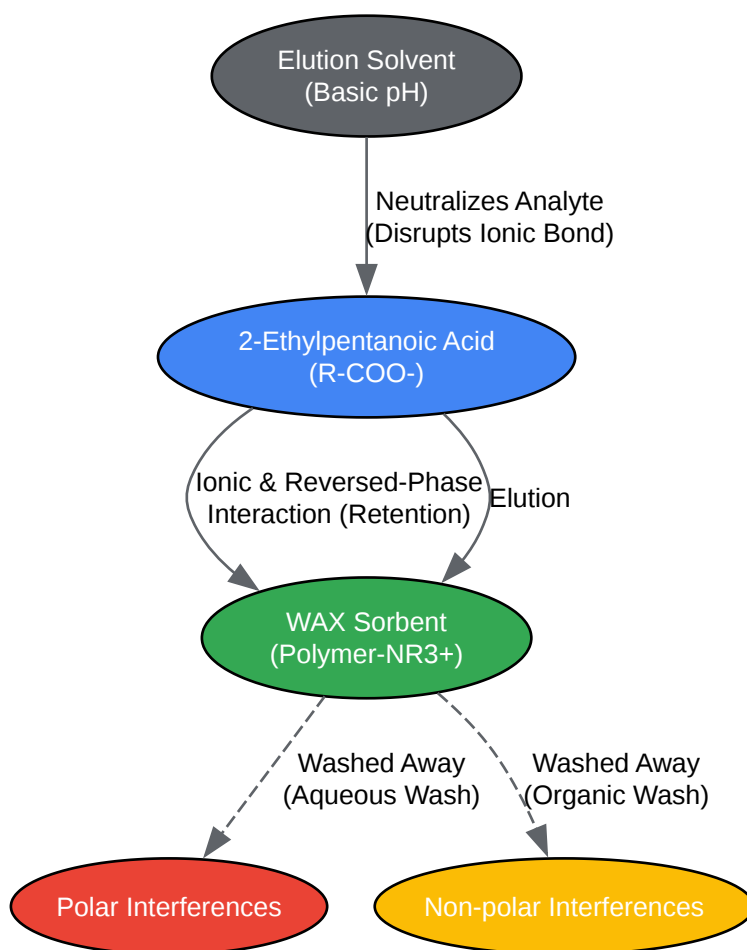 Elution Solvent
(Basic pH)
Neutralizes Analyte
(Disrupts Ionic Bond)
2-Ethylpentanoic Acid
(R-COO-)
Ionic & Reversed-Phase
Interaction (Retention)
Elution
WAX Sorbent
(Polymer-NR3+)
Washed Away
(Aqueous Wash)
Washed Away
(Organic Wash)
Polar Interferences
Non-polar Interferences